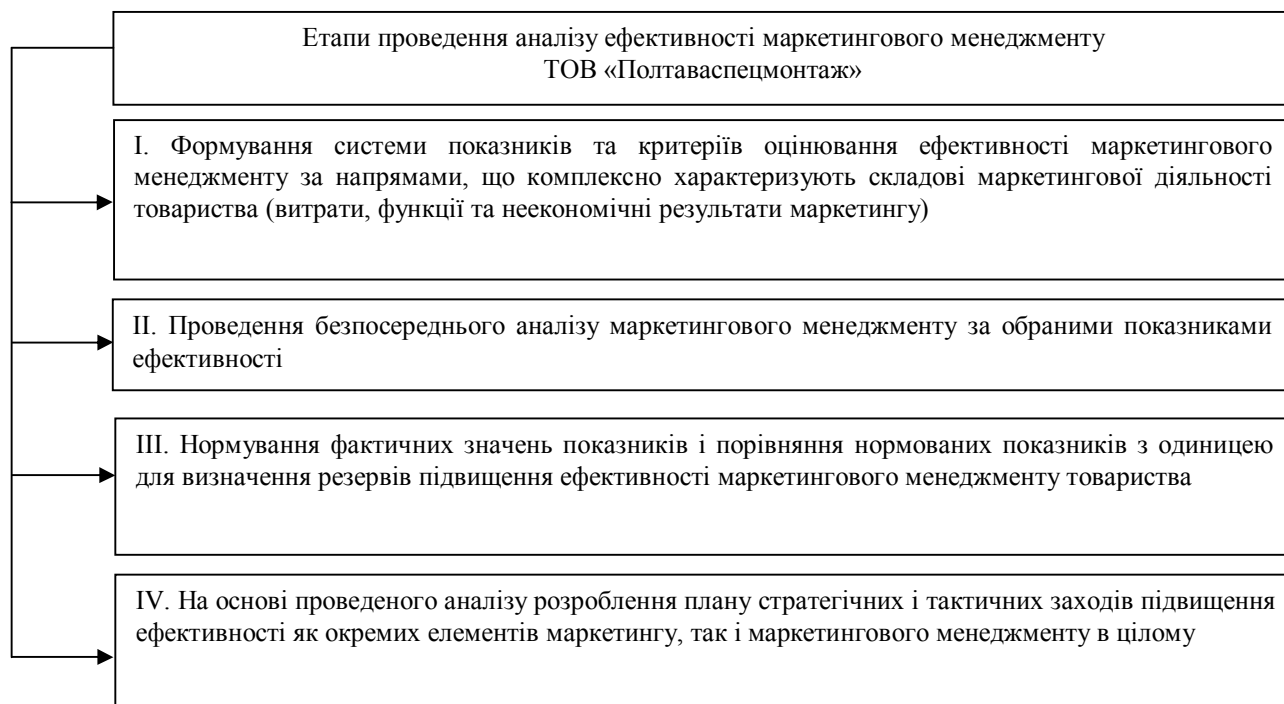 Етапи проведення аналізу ефективності маркетингового менеджменту
ТОВ «Полтаваспецмонтаж»
I. Формування системи показників та критеріїв оцінювання ефективності маркетингового
менеджменту за напрямами, що комплексно характеризують складові маркетингової діяльності
товариства (витрати, функції та неекономічні результати маркетингу)
II. Проведення безпосереднього аналізу маркетингового менеджменту за обраними показниками
ефективності
III. Нормування фактичних значень показників і порівняння нормованих показників з одиницею
для визначення резервів підвищення ефективності маркетингового менеджменту товариства
IV. На основі проведеного аналізу розроблення плану стратегічних і тактичних заходів підвищення
ефективності як окремих елементів маркетингу, так і маркетингового менеджменту в цілому